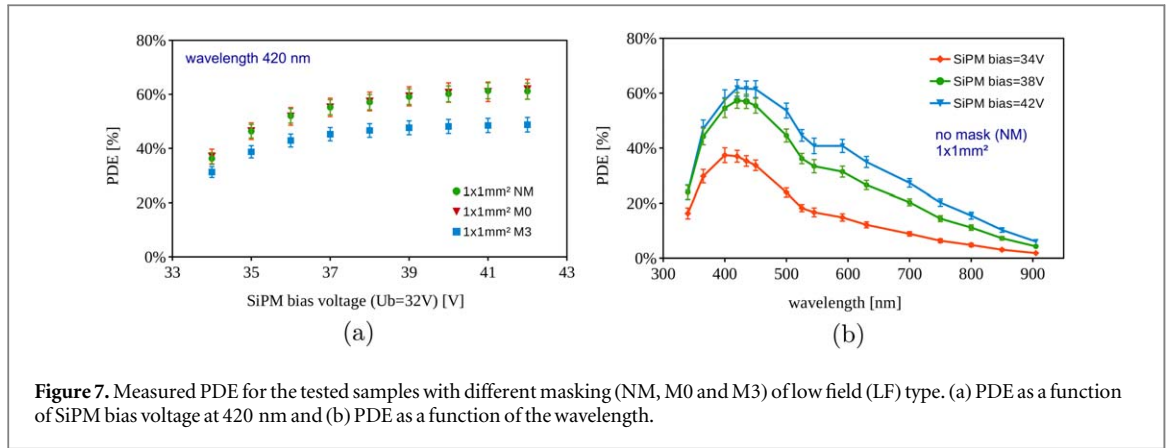 80%
60%
40%
20%
0%
PDE [%]
wavelength 420 nm
1x1mm² NM
1x1mm² M0
1x1mm² M3
33 35 37 39 41 43
SiPM bias voltage (Ub=32V) [V]
(a)
80%
60%
40%
20%
0%
PDE [%]
SiPM bias=34V
SiPM bias=38V
SiPM bias=42V
no mask (NM)
1x1mm²
300 400 500 600 700 800 900
wavelength [nm]
(b)
Figure 7. Measured PDE for the tested samples with different masking (NM, M0 and M3) of low field (LF) type. (a) PDE as a function
of SiPM bias voltage at 420 nm and (b) PDE as a function of the wavelength.